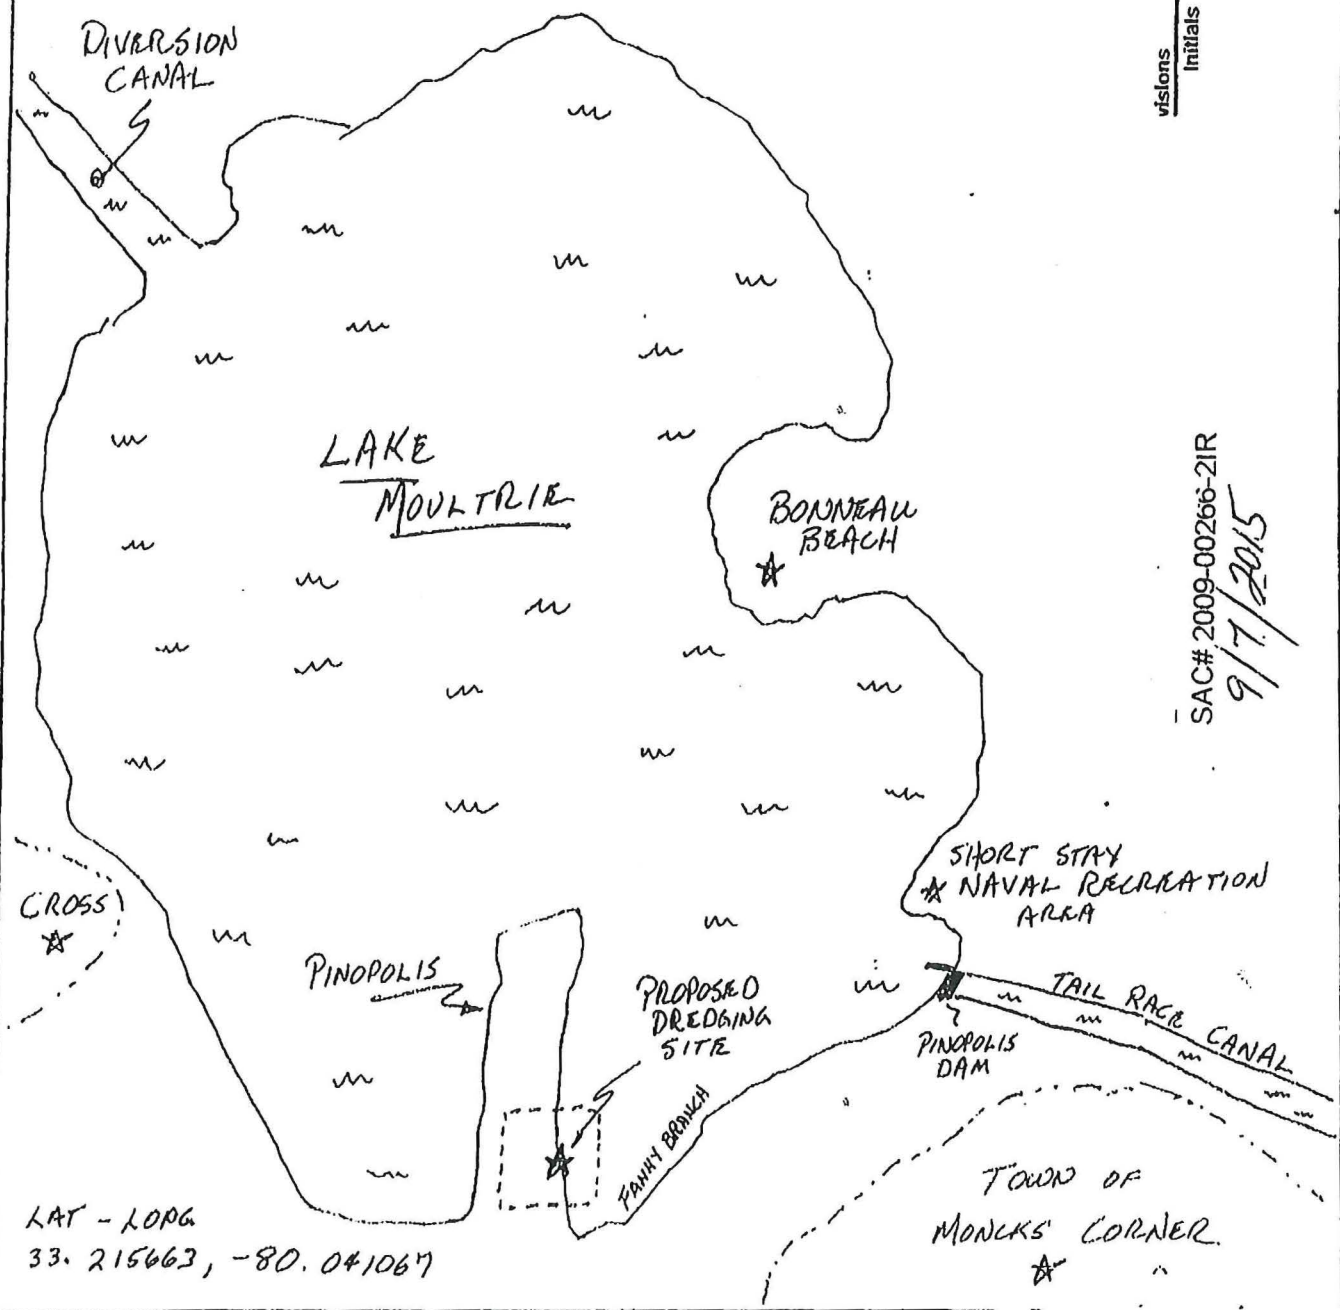 DIVERSION
CANAL
visions
Initials
LAKE
MOULTRIE
BONNEAU
BEACH
SAC# 2009-00266-2IR
9/7/2015
SHORT STAY
NAVAL RECREATION
AREA
CROSS
PINOPOLIS
PROPOSED
DREDGING
SITE
TAIL RACE CANAL
PINOPOLIS
DAM
FANNY BRANCH
TOWN OF
MONCKS CORNER
LAT - LONG
33. 215663, -80. 041067